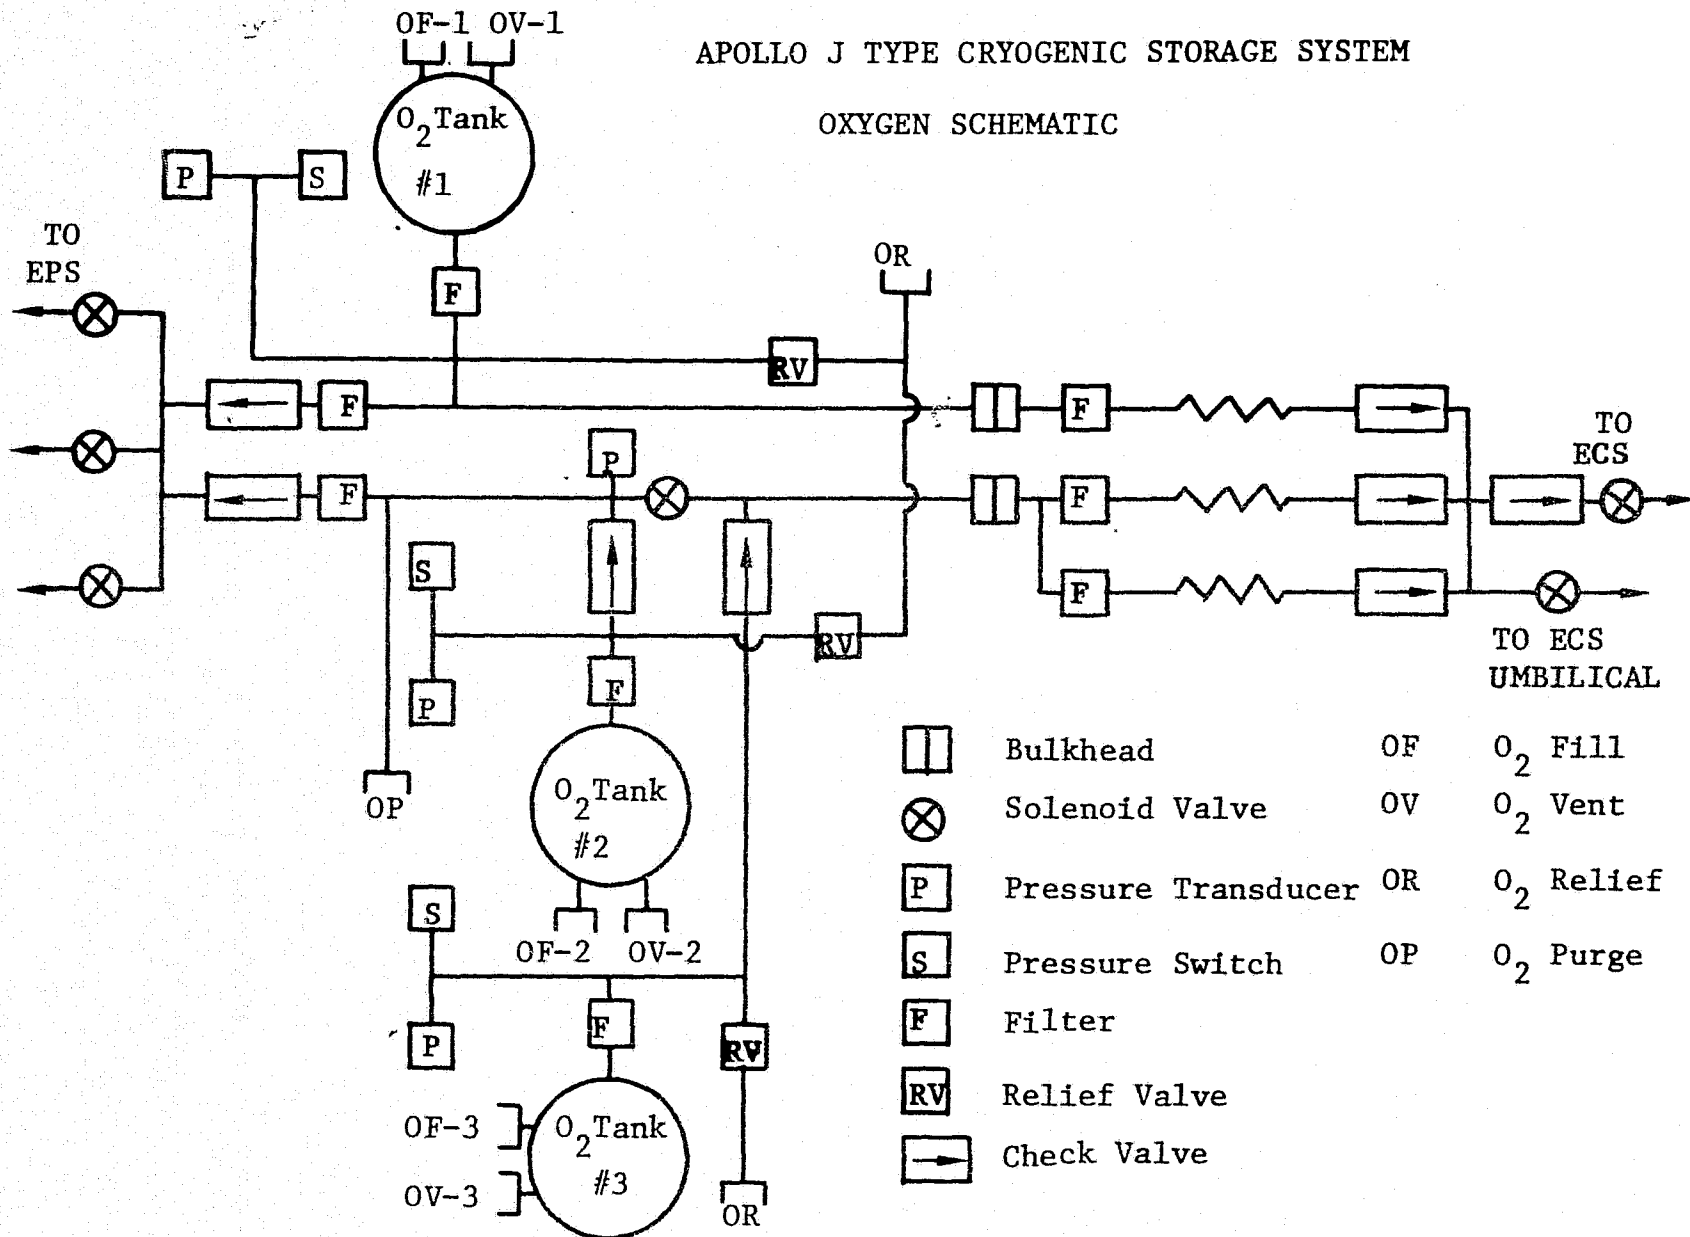 OF-1 OV-1
APOLLO J TYPE CRYOGENIC STORAGE SYSTEM
OXYGEN SCHEMATIC
O2 Tank
#1
P S
TO
EPS
F
OR
RV
F
F
TO
ECS
P
F
F
S
F
RV
TO ECS
UMBILICAL
F
P
OP
O2 Tank
#2
OF-2 OV-2
S
P
F
RV
OF-3
O2 Tank
#3
OV-3
OR
Bulkhead OF O2 Fill
Solenoid Valve OV O2 Vent
P Pressure Transducer OR O2 Relief
S Pressure Switch OP O2 Purge
F Filter
RV Relief Valve
Check Valve